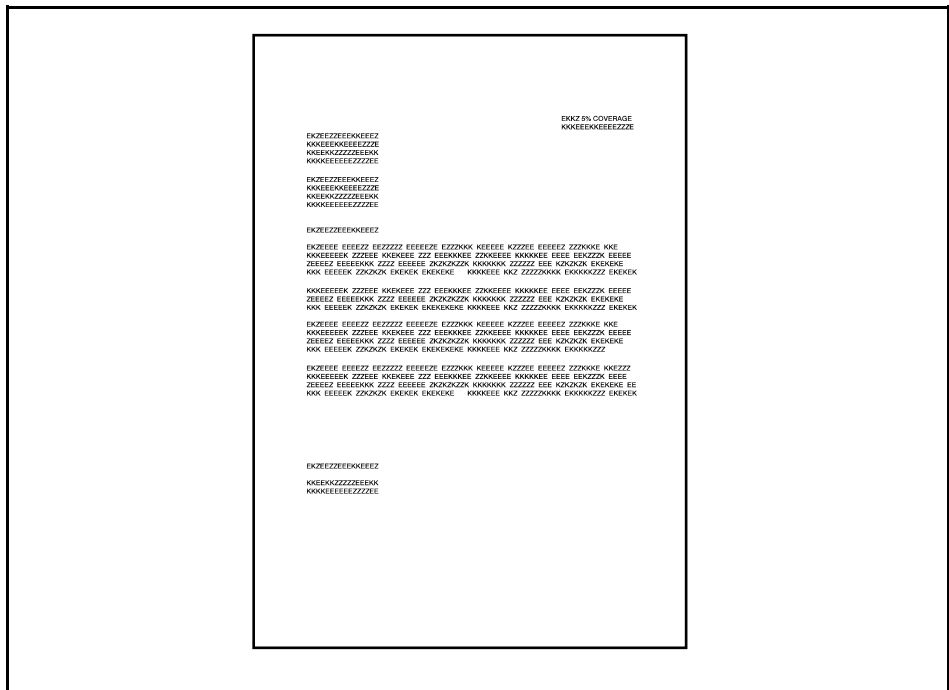 EKKZ 5% COVERAGE
KKKEEEKKEEEEZZZE
EKZEEZZEEEKKEEEZ
KKKEEEKKEEEEZZZE
KKEEKKZZZZZEEEKK
KKKKEEEEEEZZZZEE
EKZEEZZEEEKKEEEZ
KKKEEEKKEEEEZZZE
KKEEKKZZZZZEEEKK
KKKKEEEEEEZZZZEE
EKZEEZZEEEKKEEEZ
EKZEEEE EEEEZZ EEZZZZZ EEEEEZE EZZZKKK KEEEEE KZZZEE EEEEEZ ZZZKKKE KKE
KKKEEEEEK ZZZEEE KKEKEEE ZZZ EEEKKKEE ZZKKEEEE KKKKKEE EEEE EEKZZZK EEEEE
ZEEEEZ EEEEEKKK ZZZZ EEEEEE ZKZKZKZZK KKKKKKK ZZZZZZ EEE KZKZKZK EKEKEKE
KKK EEEEEK ZZKZKZK EKEKEK EKEKEKE KKKKEEE KKZ ZZZZZKKKK EKKKKKZZZ EKEKEK
KKKEEEEEK ZZZEEE KKEKEEE ZZZ EEEKKKEE ZZKKEEEE KKKKKEE EEEE EEKZZZK EEEEE
ZEEEEZ EEEEEKKK ZZZZ EEEEEE ZKZKZKZZK KKKKKKK ZZZZZZ EEE KZKZKZK EKEKEKE
KKK EEEEEK ZZKZKZK EKEKEK EKEKEKEKE KKKKEEE KKZ ZZZZZKKKK EKKKKKZZZ EKEKEK
EKZEEEE EEEEZZ EEZZZZZ EEEEEZE EZZZKKK KEEEEE KZZZEE EEEEEZ ZZZKKKE KKE
KKKEEEEEK ZZZEEE KKEKEEE ZZZ EEEKKKEE ZZKKEEEE KKKKKEE EEEE EEKZZZK EEEEE
ZEEEEZ EEEEEKKK ZZZZ EEEEEE ZKZKZKZZK KKKKKKK ZZZZZZ EEE KZKZKZK EKEKEKE
KKK EEEEEK ZZKZKZK EKEKEK EKEKEKEKE KKKKEEE KKZ ZZZZZKKKK EKKKKKZZZ
EKZEEEE EEEEZZ EEZZZZZ EEEEEZE EZZZKKK KEEEEE KZZZEE EEEEEZ ZZZKKKE KKEZZZ
KKKEEEEEK ZZZEEE KKEKEEE ZZZ EEEKKKEE ZZKKEEEE KKKKKEE EEEE EEKZZZK EEEE
ZEEEEZ EEEEEKKK ZZZZ EEEEEE ZKZKZKZZK KKKKKKK ZZZZZZ EEE KZKZKZK EKEKEKE EE
KKK EEEEEK ZZKZKZK EKEKEK EKEKEKE KKKKEEE KKZ ZZZZZKKKK EKKKKKZZZ EKEKEK
EKZEEZZEEEKKEEEZ
KKEEKKZZZZZEEEKK
KKKKEEEEEEZZZZEE